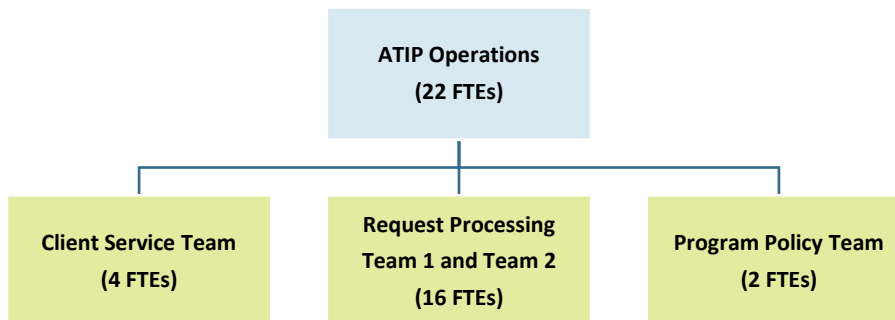 ATIP Operations
(22 FTEs)
Client Service Team
(4 FTEs)
Request Processing
Team 1 and Team 2
(16 FTEs)
Program Policy Team
(2 FTEs)